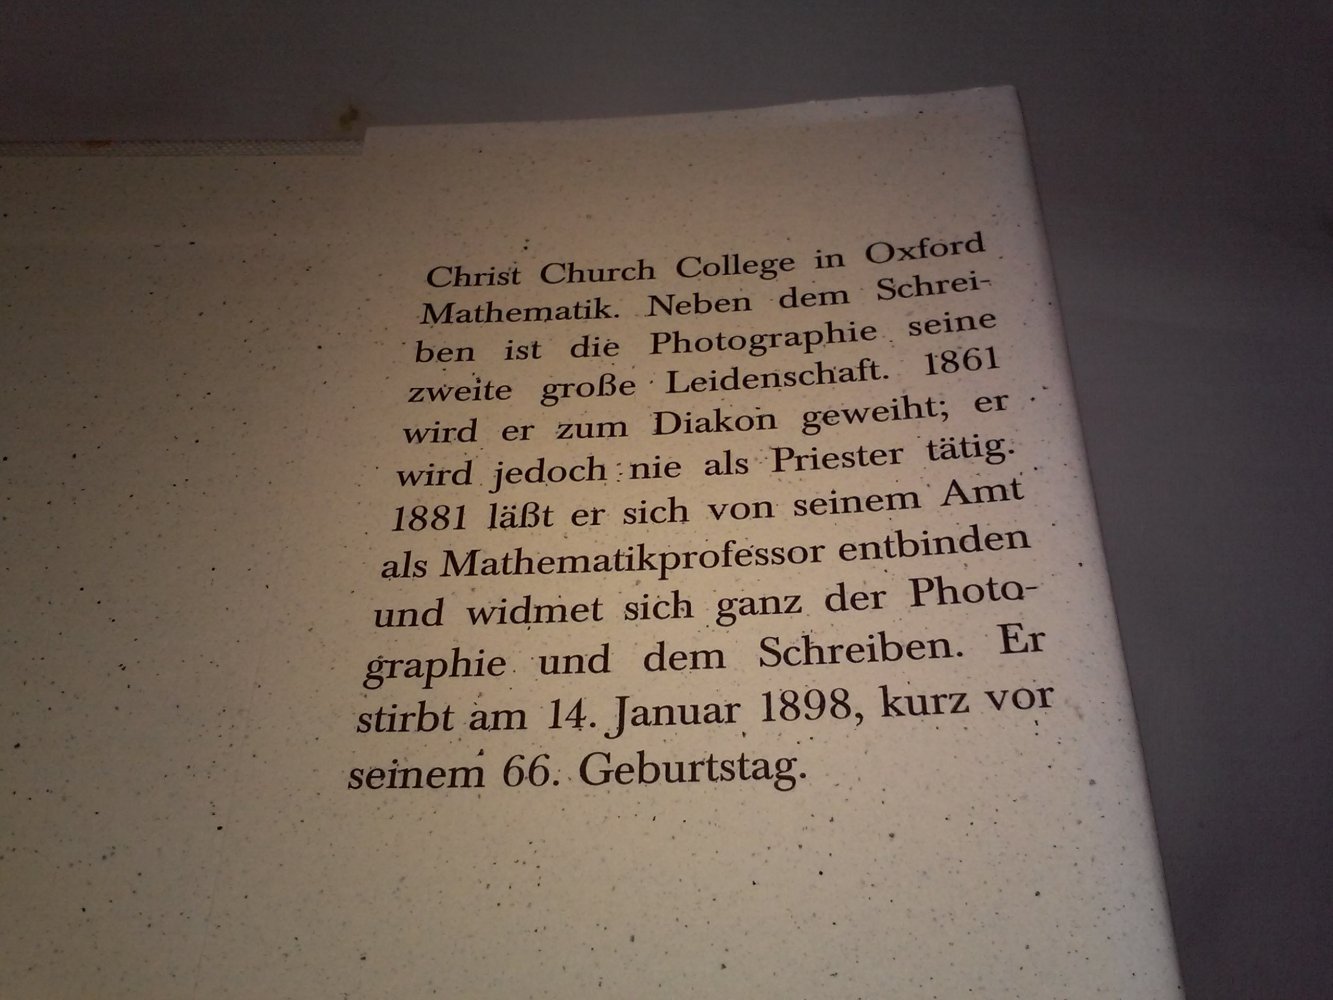 Christ Church College in Oxford
Mathematik. Neben dem Schrei-
ben ist die Photographie seine
zweite große Leidenschaft. 1861
wird er zum Diakon geweiht; er
wird jedoch nie als Priester tätig.
1881 läßt er sich von seinem Amt
als Mathematikprofessor entbinden
und widmet sich ganz der Photo-
graphie und dem Schreiben. Er
stirbt am 14. Januar 1898, kurz vor
seinem 66. Geburtstag.